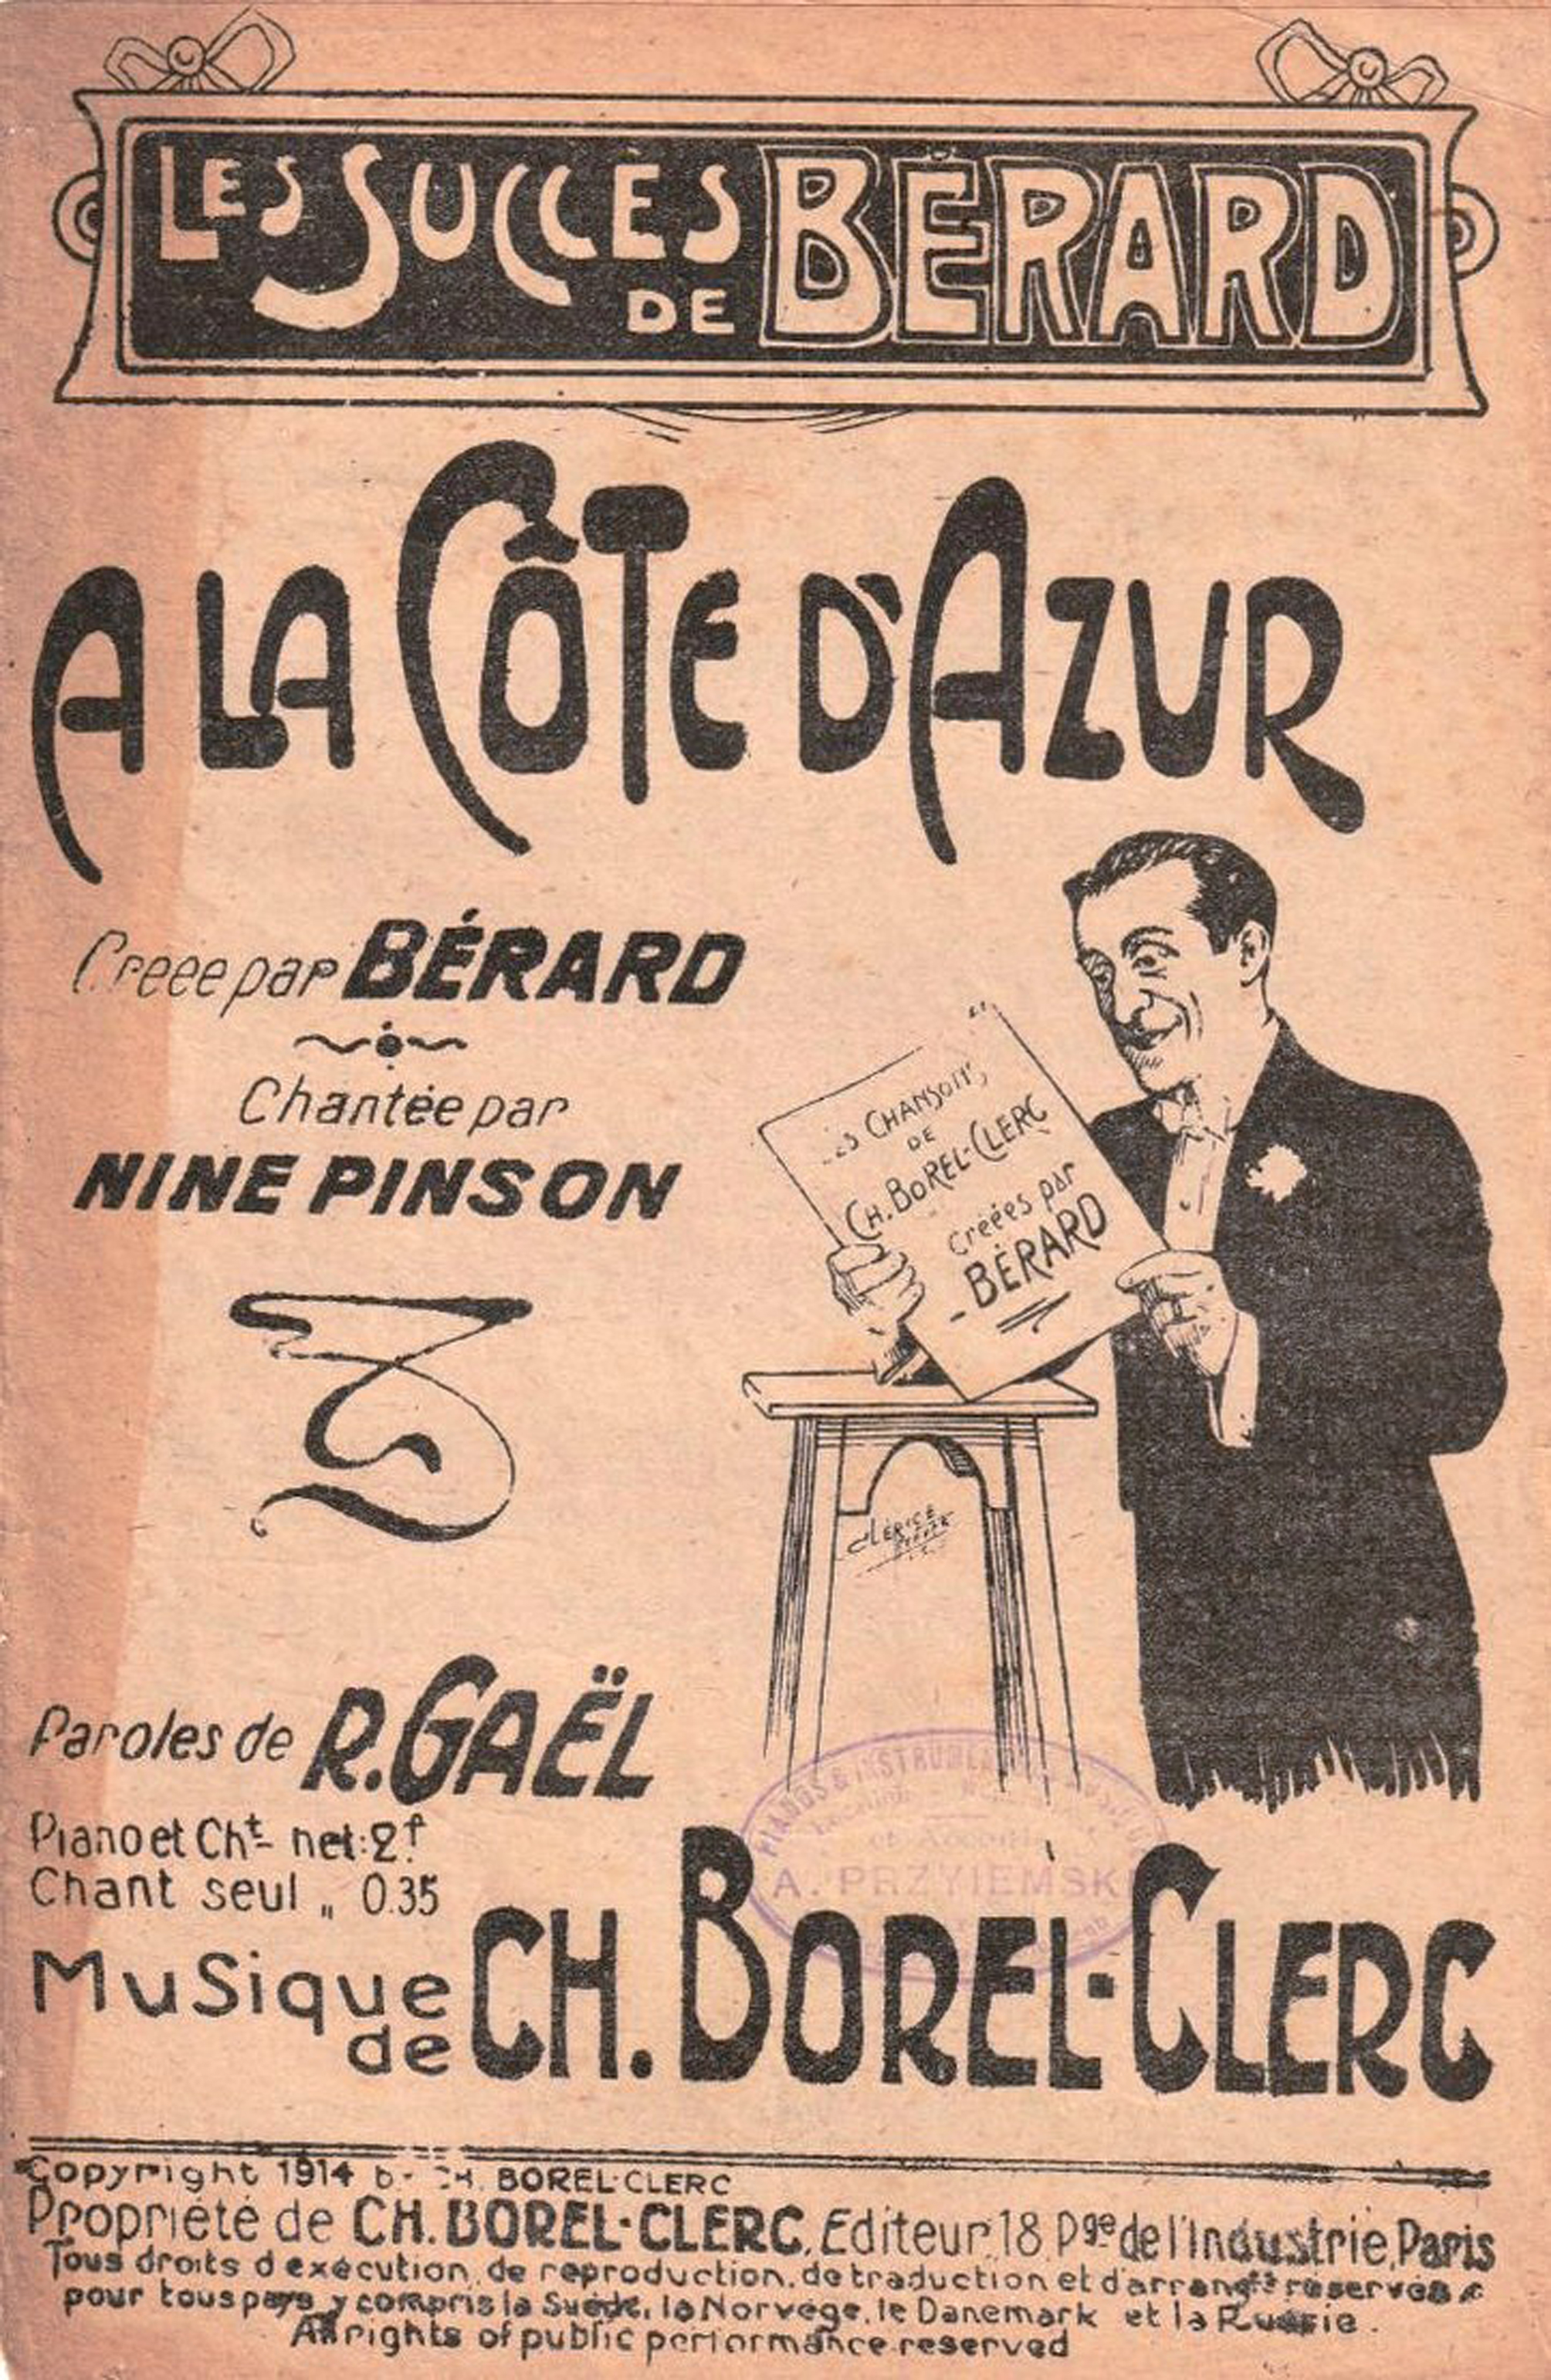 LES SUCCÈS
DE BÉRARD
A LA CÔTE D'AZUR
Créée par BÉRARD
Chantée par
NINE PINSON
LES CHANSONS
DE
CH. BOREL-CLERC
créées par
BÉRARD
CLÉRICE
Paroles de R. GAËL
Piano et Cht net: 2f
Chant seul „ 0.35
PIANOS & INSTRUMENTS
A. PRZYIEMSKI
Musique
de CH. BOREL-CLERC
Copyright 1914 by CH. BOREL-CLERC
Propriété de CH. BOREL-CLERC, Editeur, 18, Pge de l'Industrie, Paris
Tous droits d'exécution, de reproduction, de traduction et d'arrangts réservés
pour tous pays y compris la Suède, la Norvège, le Danemark et la Russie.
All rights of public performance reserved